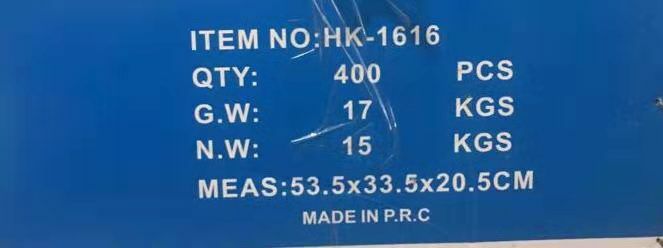 ITEM NO:HK-1616
QTY: 400 PCS
G.W: 17 KGS
N.W: 15 KGS
MEAS:53.5x33.5x20.5CM
MADE IN P.R.C